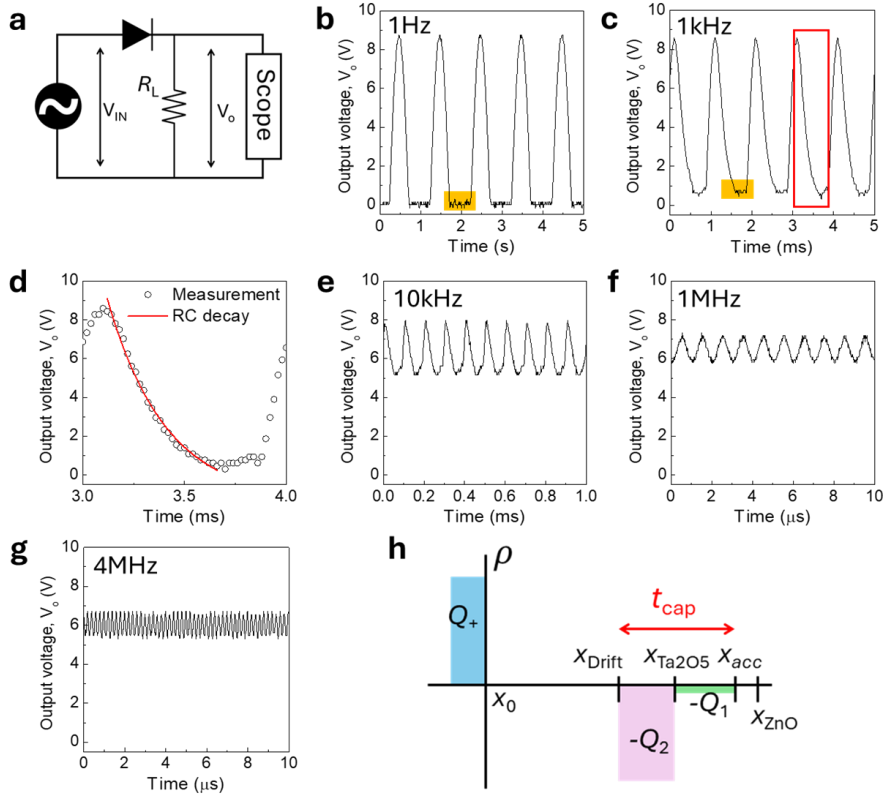 a
V_IN
R_L
V_o
Scope
b
1Hz
Output voltage, V_o (V)
10
8
6
4
2
0
0 1 2 3 4 5
Time (s)
c
1kHz
Output voltage, V_o (V)
10
8
6
4
2
0
0 1 2 3 4 5
Time (ms)
d
Measurement
RC decay
Output voltage, V_o (V)
10
8
6
4
2
0
3.0 3.5 4.0
Time (ms)
e
10kHz
Output voltage, V_o (V)
10
8
6
4
2
0
0.0 0.2 0.4 0.6 0.8 1.0
Time (ms)
f
1MHz
Output voltage, V_o (V)
10
8
6
4
2
0
0 2 4 6 8 10
Time (μs)
g
4MHz
Output voltage, V_o (V)
10
8
6
4
2
0
0 2 4 6 8 10
Time (μs)
h
ρ
Q_+
t_cap
x_Drift x_Ta2O5 x_acc
x_0
-Q_2
-Q_1
x_ZnO